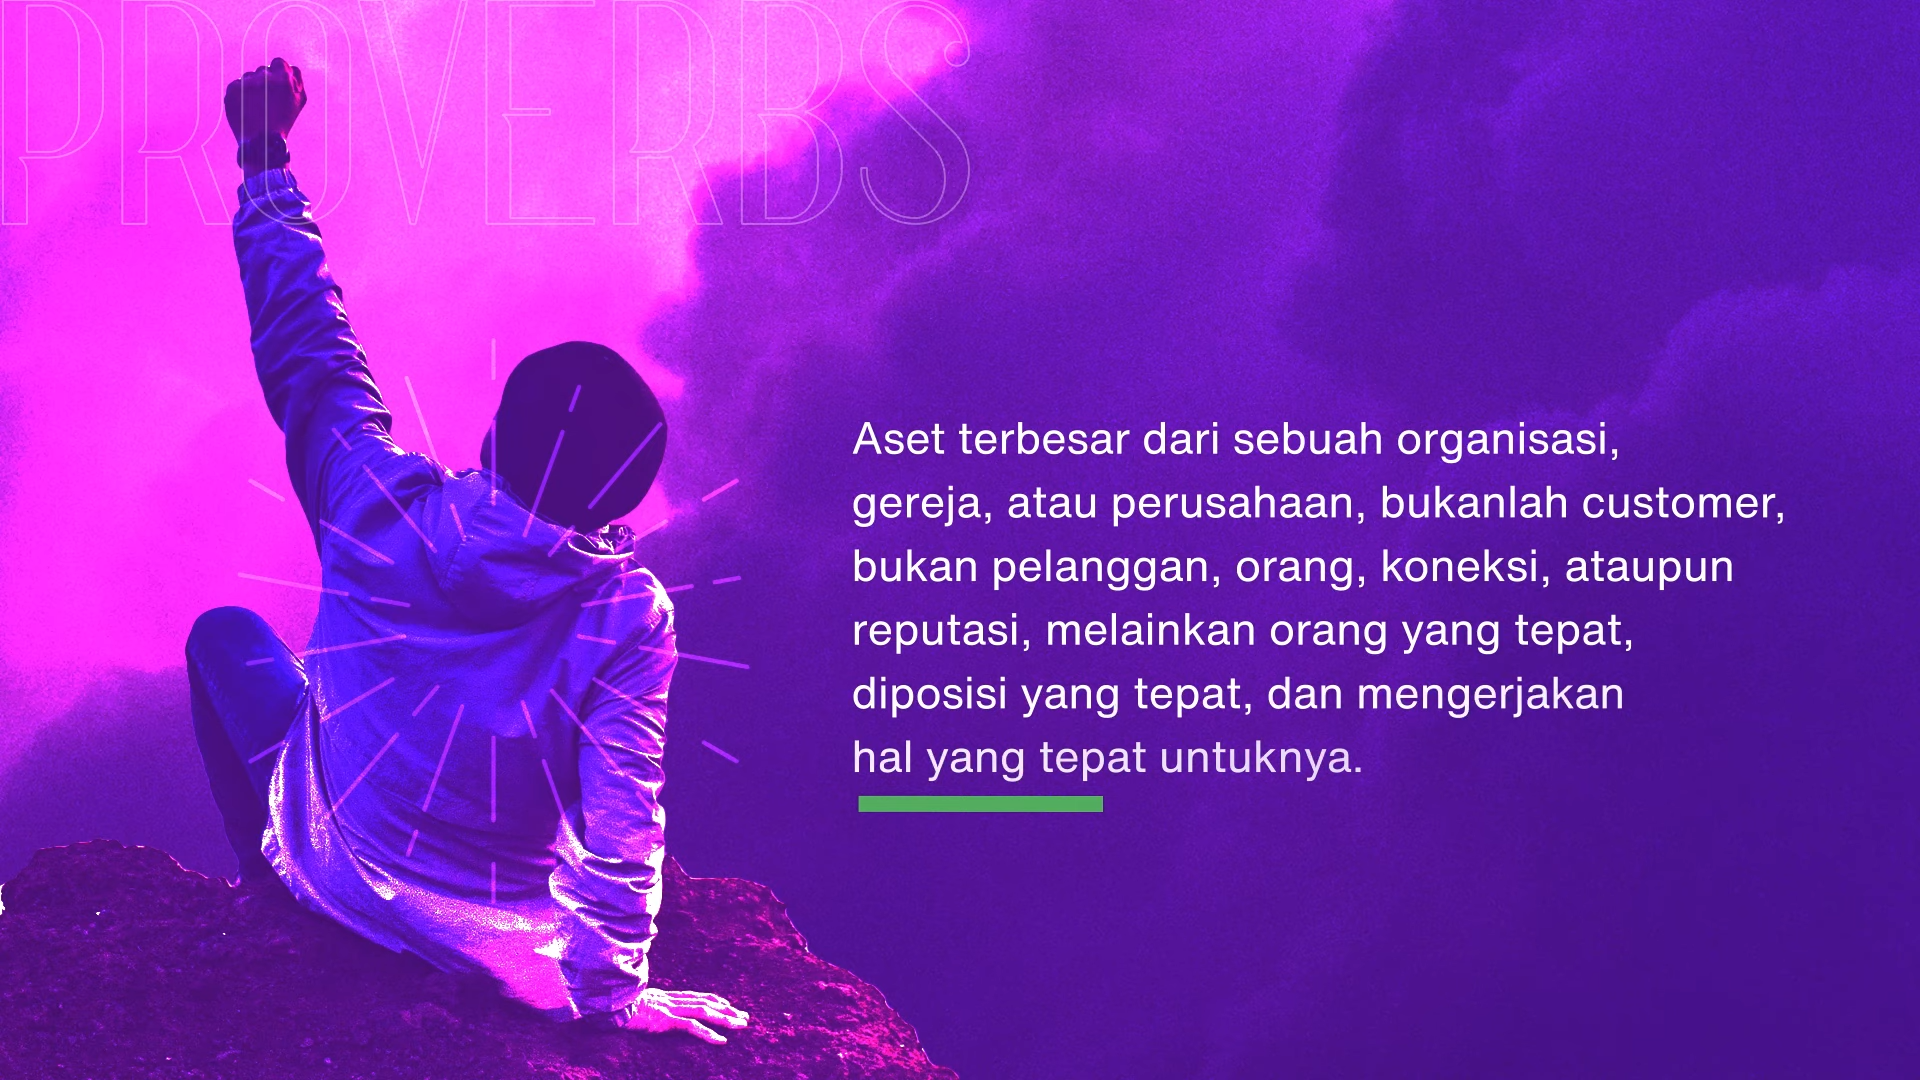 PROVERBS
Aset terbesar dari sebuah organisasi,
gereja, atau perusahaan, bukanlah customer,
bukan pelanggan, orang, koneksi, ataupun
reputasi, melainkan orang yang tepat,
diposisi yang tepat, dan mengerjakan
hal yang tepat untuknya.